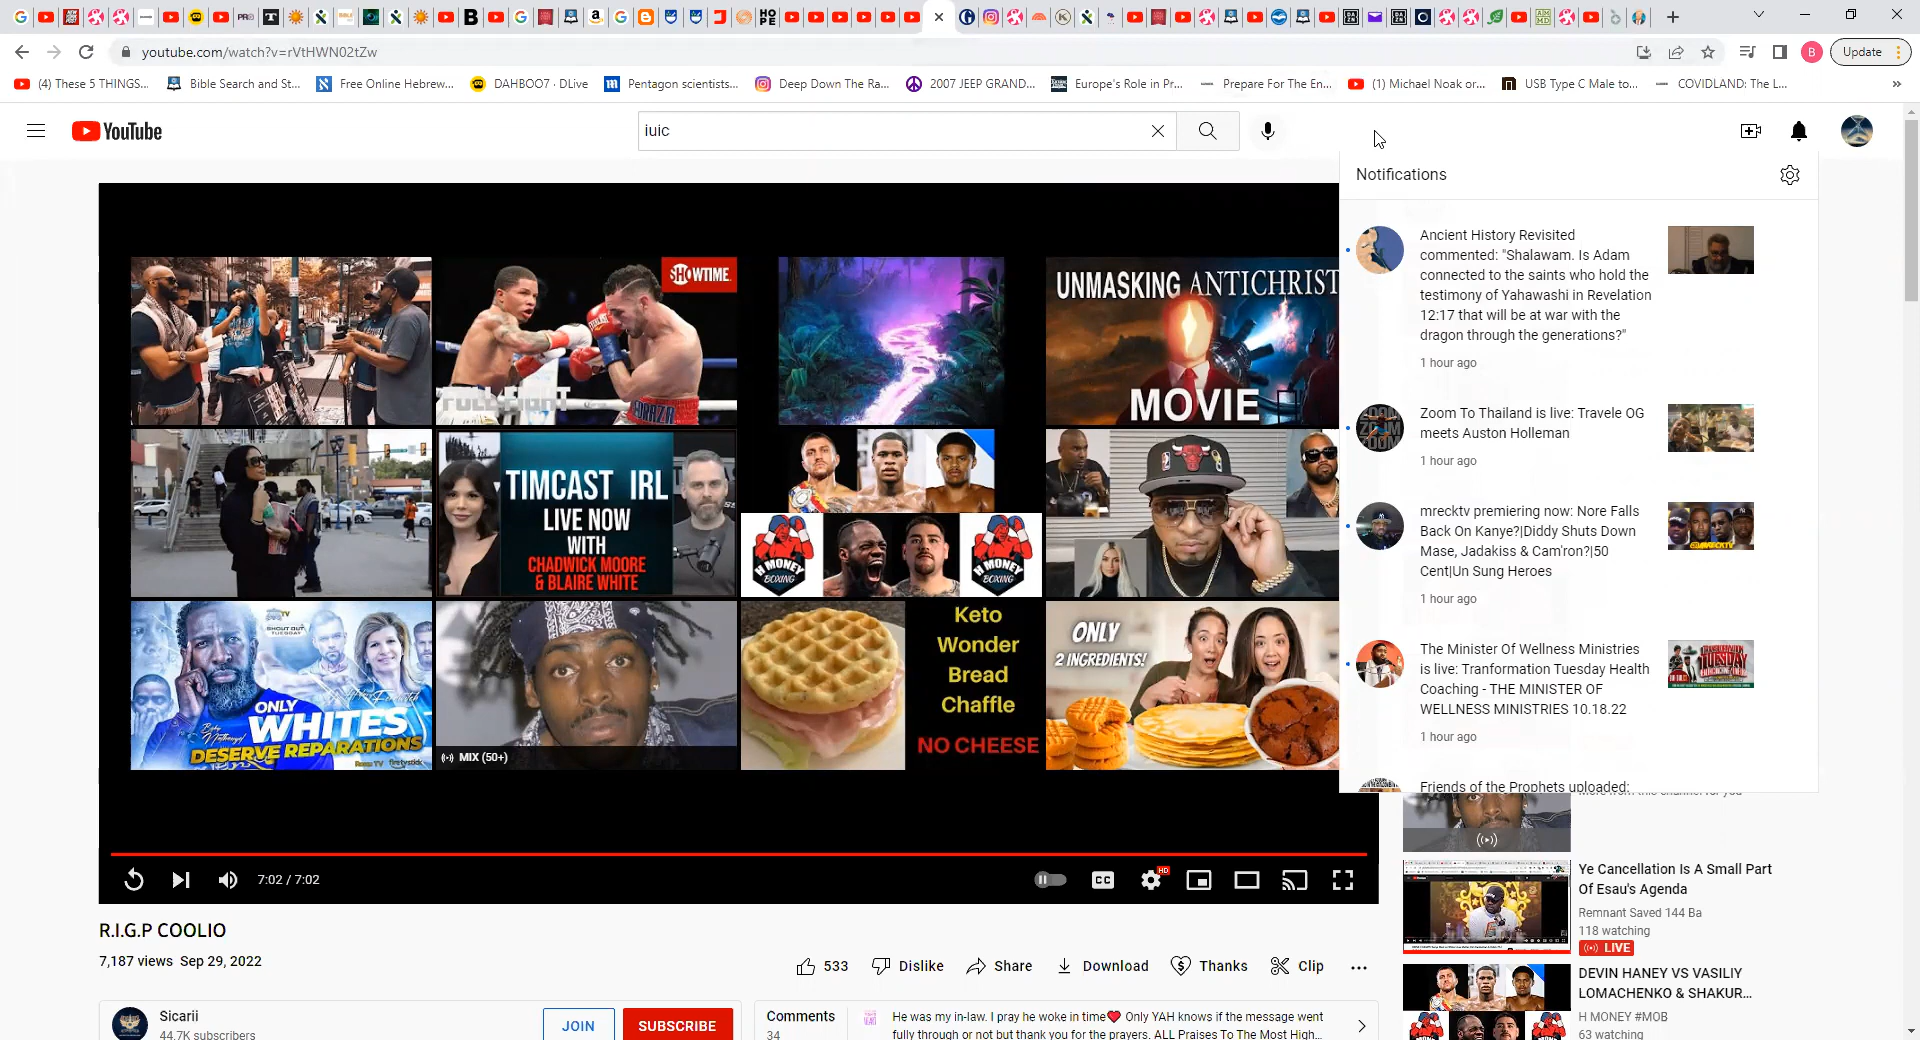 youtube.com/watch?v=rVtHWN02tZw
Update
(4) These 5 THINGS...
Bible Search and St...
Free Online Hebrew...
DAHBOO7 · DLive
Pentagon scientists...
Deep Down The Ra...
2007 JEEP GRAND...
Europe's Role in Pr...
Prepare For The En...
(1) Michael Noak or...
USB Type C Male to...
COVIDLAND: The L...
»
YouTube
iuic
Notifications
Ancient History Revisited
commented: "Shalawam. Is Adam
connected to the saints who hold the
testimony of Yahawashi in Revelation
12:17 that will be at war with the
dragon through the generations?"
1 hour ago
Zoom To Thailand is live: Travele OG
meets Auston Holleman
1 hour ago
mrecktv premiering now: Nore Falls
Back On Kanye?|Diddy Shuts Down
Mase, Jadakiss & Cam'ron?|50
Cent|Un Sung Heroes
1 hour ago
The Minister Of Wellness Ministries
is live: Tranformation Tuesday Health
Coaching - THE MINISTER OF
WELLNESS MINISTRIES 10.18.22
1 hour ago
Friends of the Prophets uploaded:
SHOWTIME.
FULL FIGHT
UNMASKING ANTICHRIST
MOVIE
TIMCAST IRL
LIVE NOW
WITH
CHADWICK MOORE
& BLAIRE WHITE
H MONEY
BOXING
H MONEY
BOXING
SHOUT OUT
TUESDAY
ONLY
WHITES
DESERVE REPARATIONS
Roku TV firetvstick
MIX (50+)
Keto
Wonder
Bread
Chaffle
NO CHEESE
ONLY
2 INGREDIENTS!
7:02 / 7:02
CC
HD
R.I.G.P COOLIO
7,187 views Sep 29, 2022
533
Dislike
Share
Download
Thanks
Clip
Sicarii
44.7K subscribers
JOIN
SUBSCRIBE
Comments
34
He was my in-law. I pray he woke in time❤ Only YAH knows if the message went
fully through or not but thank you for the prayers. ALL Praises To The Most High...
Ye Cancellation Is A Small Part
Of Esau's Agenda
Remnant Saved 144 Ba
118 watching
LIVE
DEVIN HANEY VS VASILIY
LOMACHENKO & SHAKUR...
H MONEY #MOB
63 watching